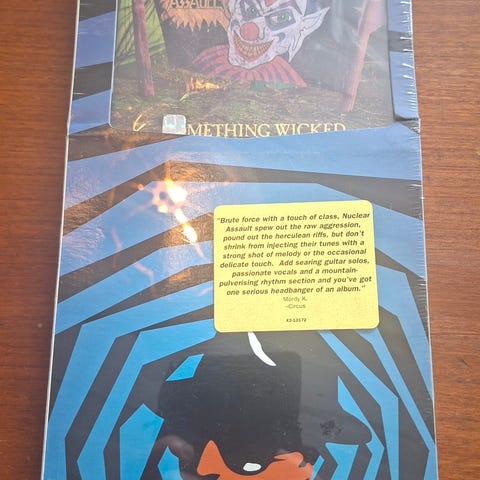 ASSAULT
METHING WICKED
"Brute force with a touch of class, Nuclear
Assault spew out the raw aggression,
pound out the herculean riffs, but don't
shrink from injecting their tunes with a
strong shot of melody or the occasional
delicate touch. Add searing guitar solos,
passionate vocals and a mountain-
pulverising rhythm section and you've got
one serious headbanger of an album."
Mordy K.
–Circus
X2-13172